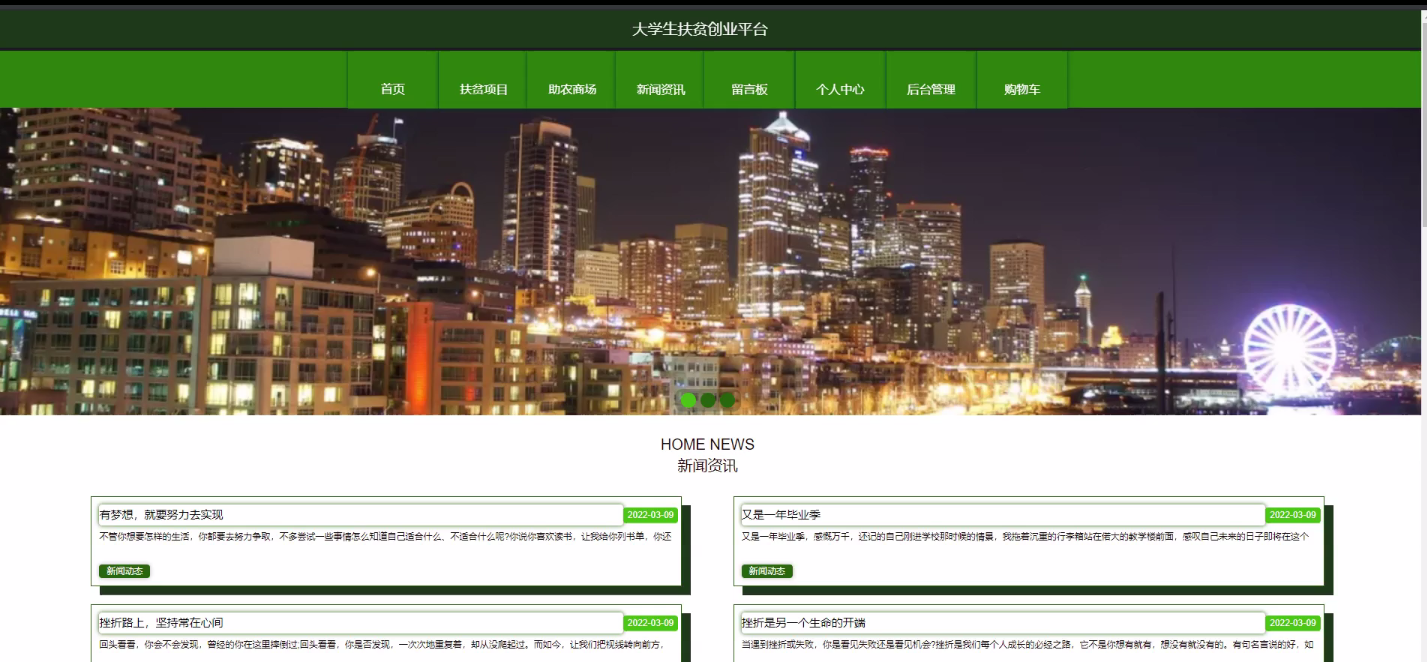 大学生扶贫创业平台
首页 扶贫项目 助农商场 新闻资讯 留言板 个人中心 后台管理 购物车
HOME NEWS
新闻资讯
有梦想，就要努力去实现 2022-03-09
不管你想要怎样的生活，你都要去努力争取，不多尝试一些事情怎么知道自己适合什么、不适合什么呢?你说你喜欢读书，让我给你列书单，你还
新闻动态
又是一年毕业季 2022-03-09
又是一年毕业季，感慨万千，还记的自己刚进学校那时候的情景，我拖着沉重的行李箱站在偌大的教学楼前面，感叹自己未来的日子即将在这个
新闻动态
挫折路上，坚持常在心间 2022-03-09
回头看看，你会不会发现，曾经的你在这里摔倒过;回头看看，你是否发现，一次次地重复着，却从没爬起过。而如今，让我们把视线转向前方，
挫折是另一个生命的开端 2022-03-09
当遇到挫折或失败，你是看见失败还是看见机会?挫折是我们每个人成长的必经之路，它不是你想有就有，想没有就没有的。有句名言说的好，如